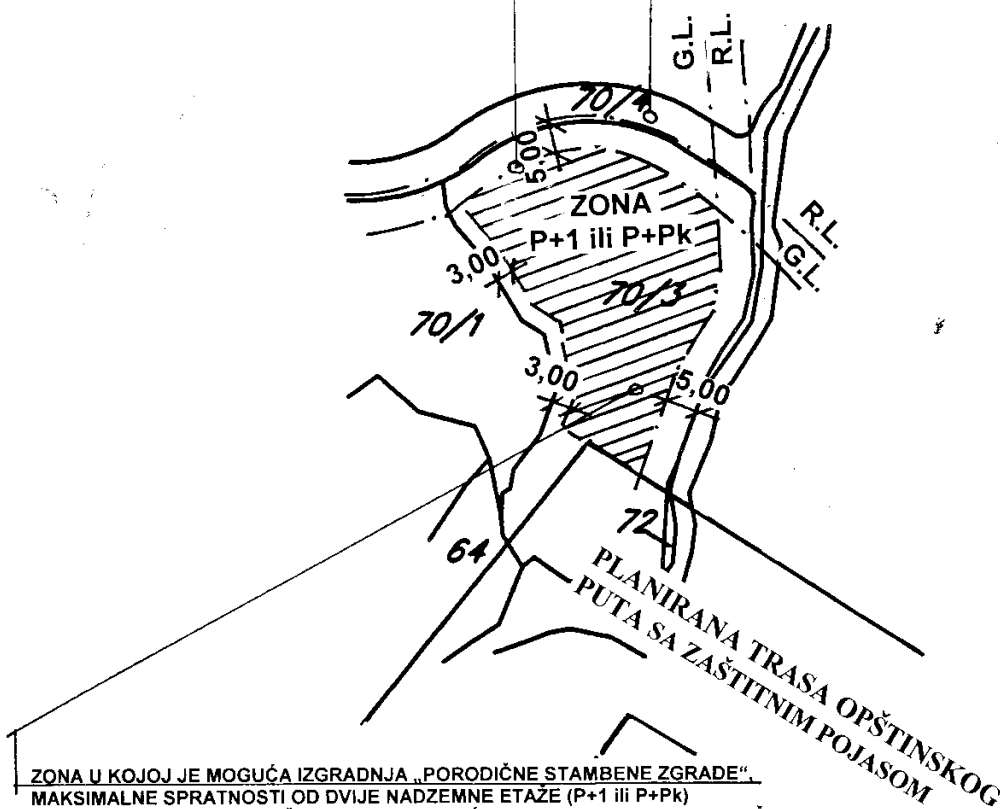 G.L.
R.L.
70/4
5.00
ZONA
P+1 ili P+Pk
R.L.
G.L.
3,00
70/3
70/1
3,00
5,00
72
64
PLANIRANA TRASA OPŠTINSKOG
PUTA SA ZAŠTITNIM POJASOM
ZONA U KOJOJ JE MOGUĆA IZGRADNJA „PORODIČNE STAMBENE ZGRADE“,
MAKSIMALNE SPRATNOSTI OD DVIJE NADZEMNE ETAŽE (P+1 ili P+Pk)